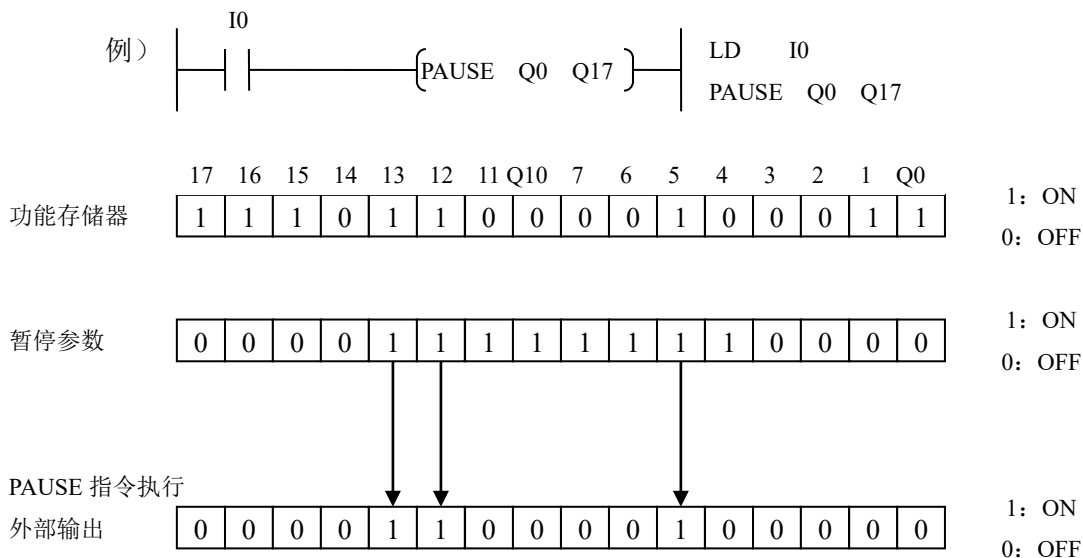 I0
例） PAUSE Q0 Q17 LD I0
PAUSE Q0 Q17
17 16 15 14 13 12 11 Q10 7 6 5 4 3 2 1 Q0
功能存储器 1 1 1 0 1 1 0 0 0 0 1 0 0 0 1 1 1：ON
0：OFF
暂停参数 0 0 0 0 1 1 1 1 1 1 1 1 0 0 0 0 1：ON
0：OFF
PAUSE 指令执行
外部输出 0 0 0 0 1 1 0 0 0 0 1 0 0 0 0 0 1：ON
0：OFF